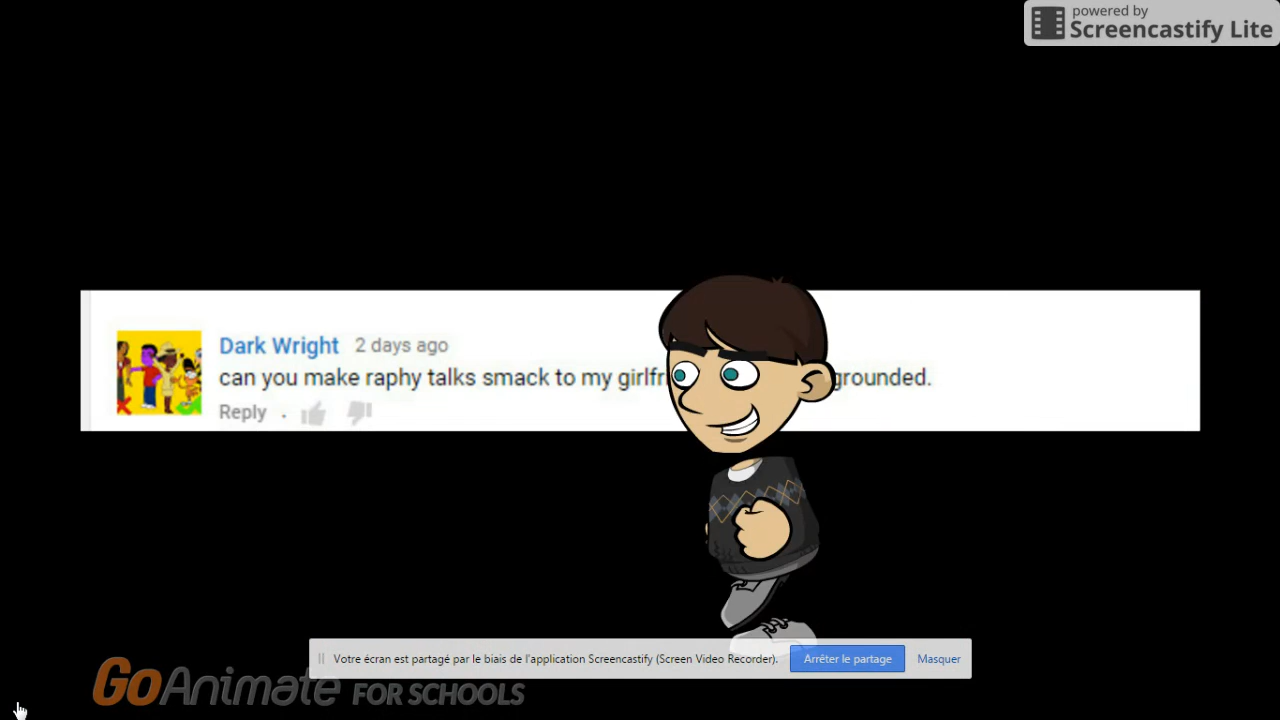 powered by
Screencastify Lite
Dark Wright 2 days ago
can you make raphy talks smack to my grounded.
Reply .
Votre écran est partagé par le biais de l'application Screencastify (Screen Video Recorder). Arrêter le partage Masquer
GoAnimate FOR SCHOOLS